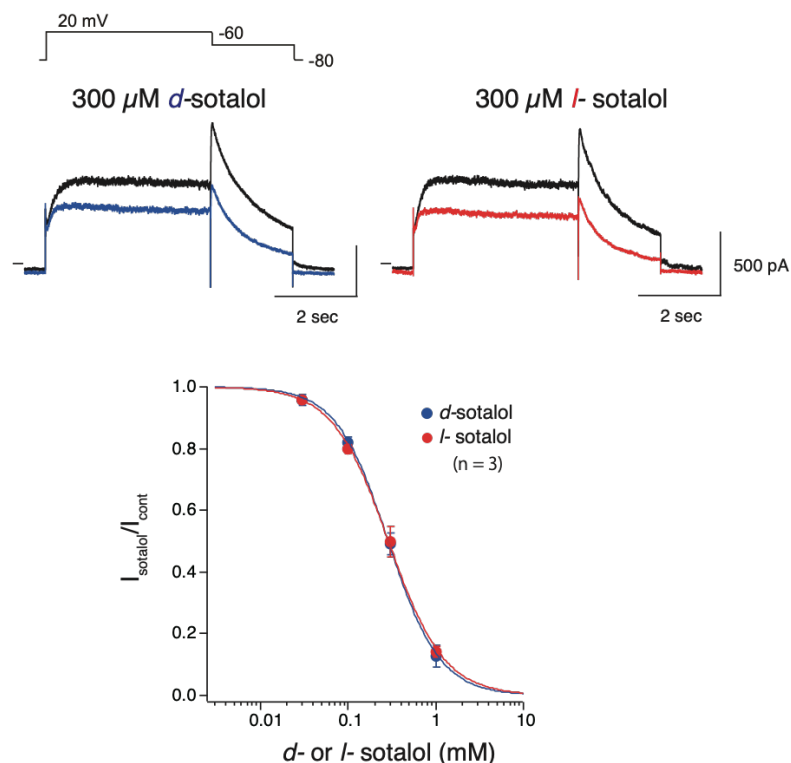 20 mV
-60
-80
300 µM d-sotalol
300 µM l- sotalol
500 pA
2 sec
2 sec
1.0
0.8
0.6
0.4
0.2
0.0
I sotalol/I cont
d-sotalol
l- sotalol
(n = 3)
0.01
0.1
1
10
d- or l- sotalol (mM)